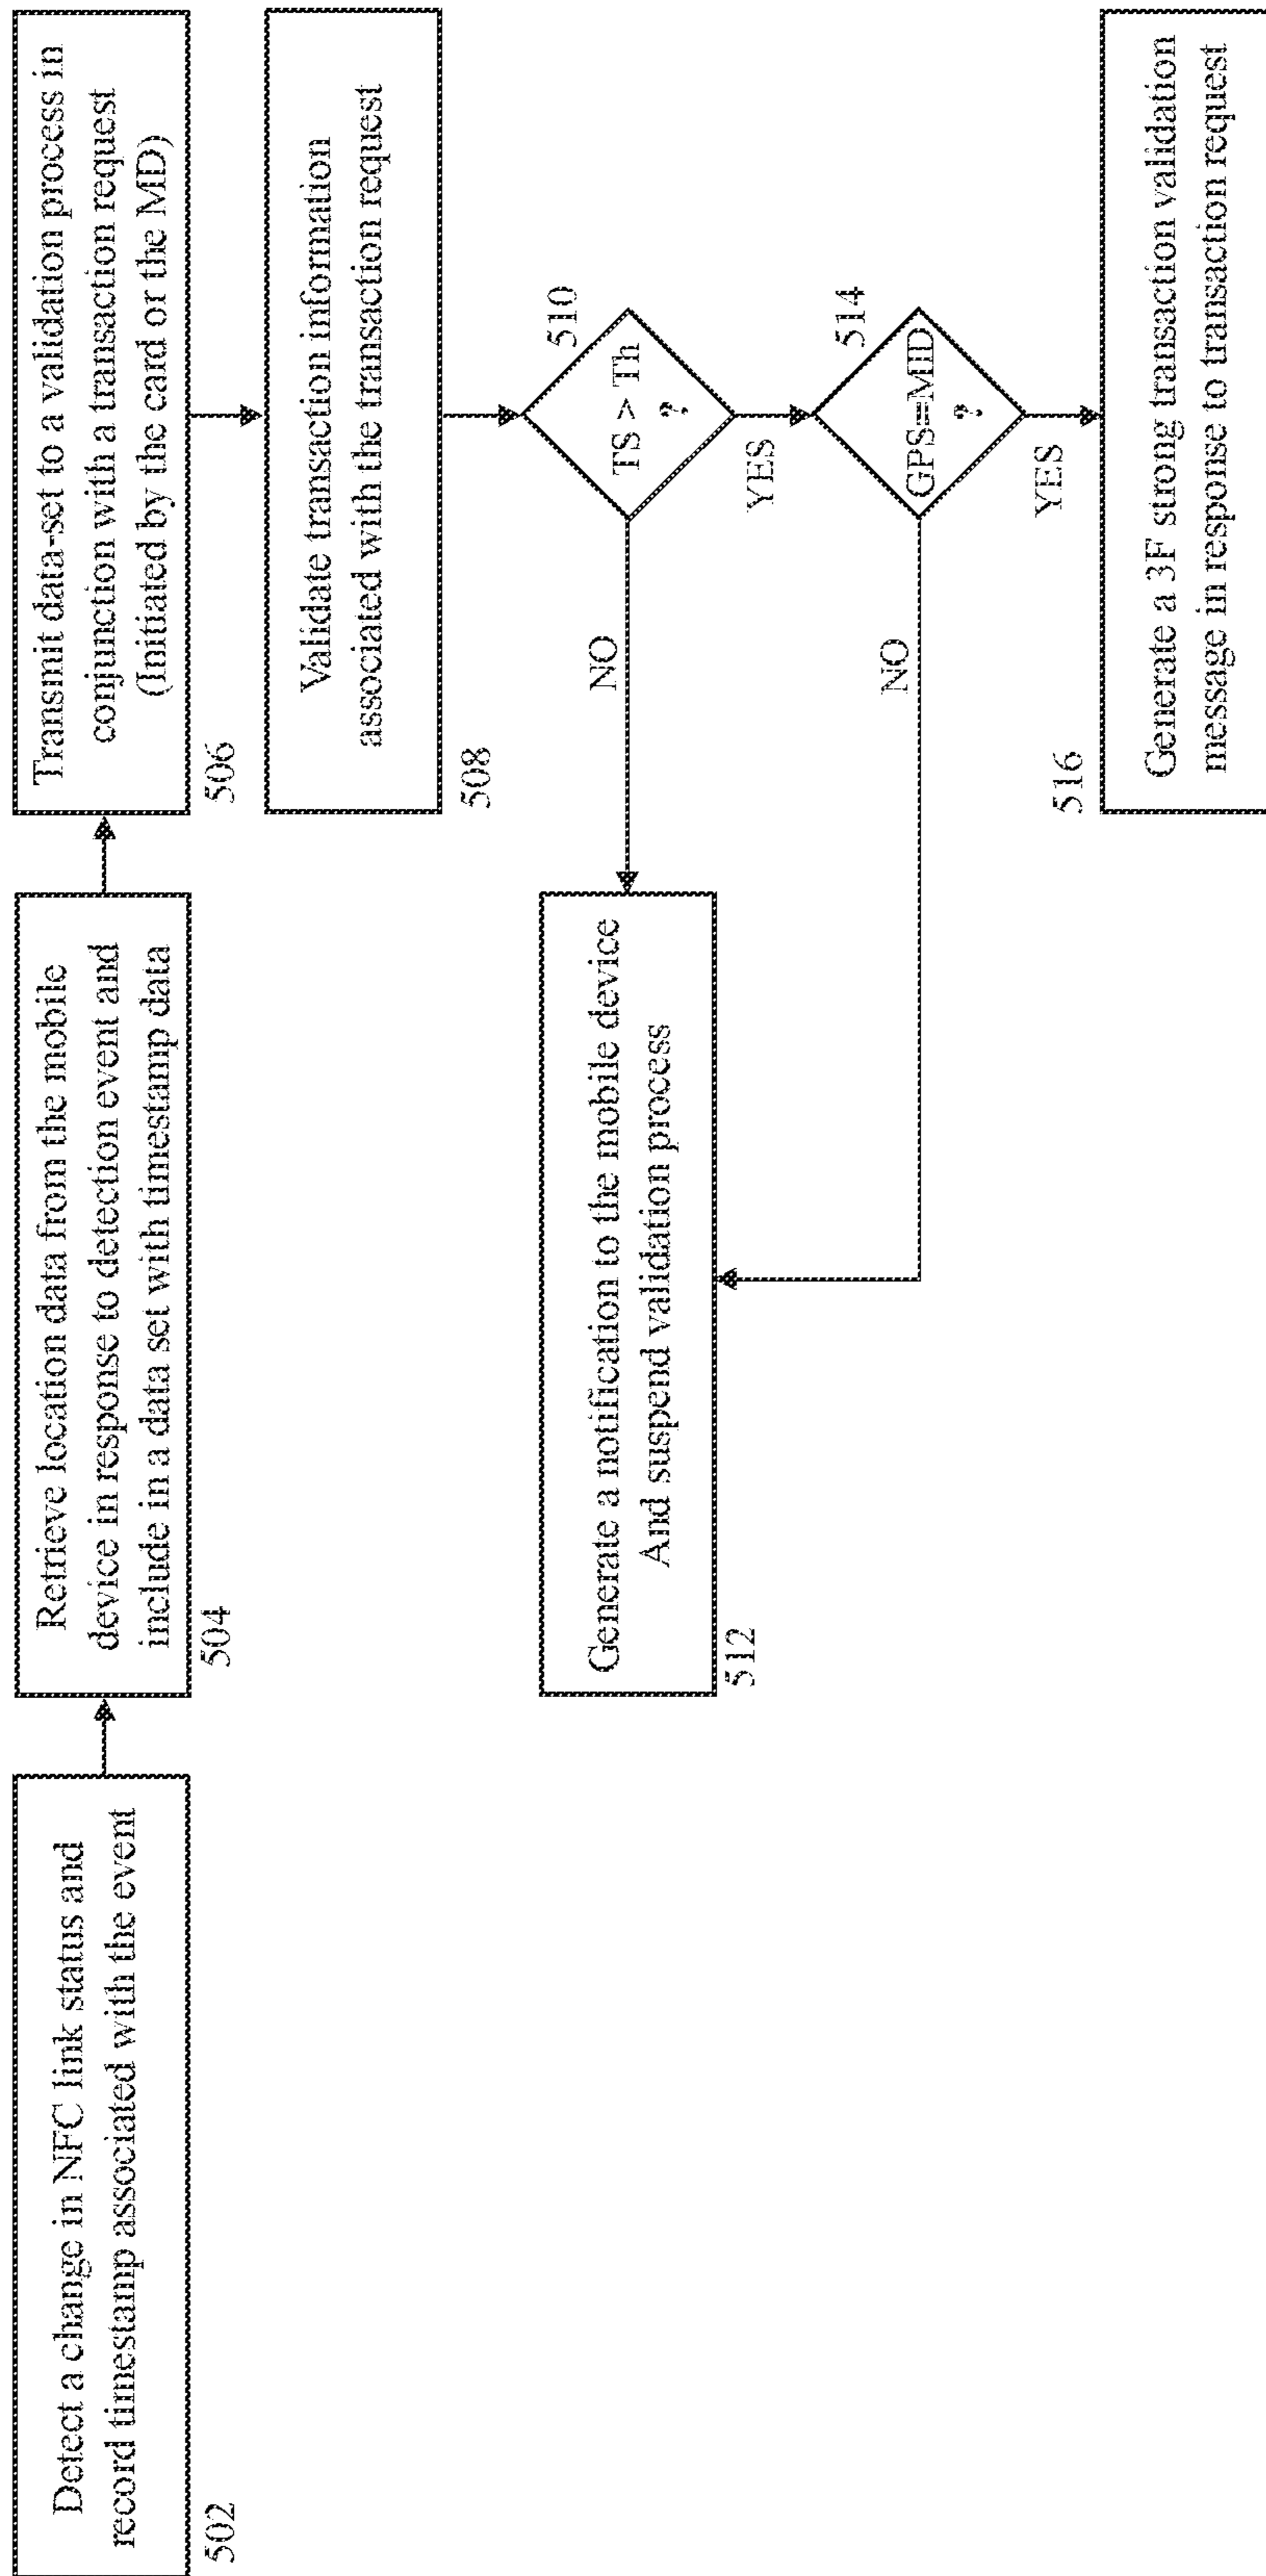 Detect a change in NFC link status and
record timestamp associated with the event
502
Retrieve location data from the mobile
device in response to detection event and
include in a data set with timestamp data
504
Transmit data-set to a validation process in
conjunction with a transaction request
(Initiated by the card or the MD)
506
Validate transaction information
associated with the transaction request
508
510
TS > Th
?
NO
YES
Generate a notification to the mobile device
And suspend validation process
512
514
GPS=MID
?
NO
YES
516
Generate a 3F strong transaction validation
message in response to transaction request